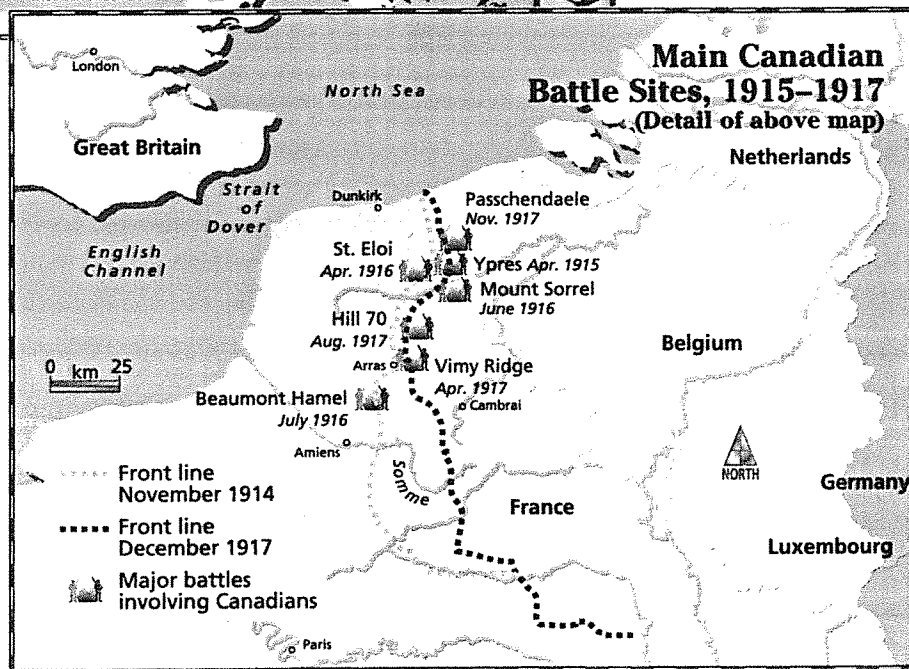 Main Canadian
Battle Sites, 1915–1917
(Detail of above map)
London
North Sea
Great Britain
Netherlands
Strait
of
Dover
Dunkirk
Passchendaele
Nov. 1917
English
Channel
St. Eloi
Apr. 1916
Ypres Apr. 1915
Mount Sorrel
June 1916
Hill 70
Aug. 1917
Belgium
0 km 25
Arras
Vimy Ridge
Apr. 1917
Beaumont Hamel
July 1916
Cambrai
Amiens
NORTH
Somme
Germany
France
Luxembourg
Front line
November 1914
Front line
December 1917
Major battles
involving Canadians
Paris